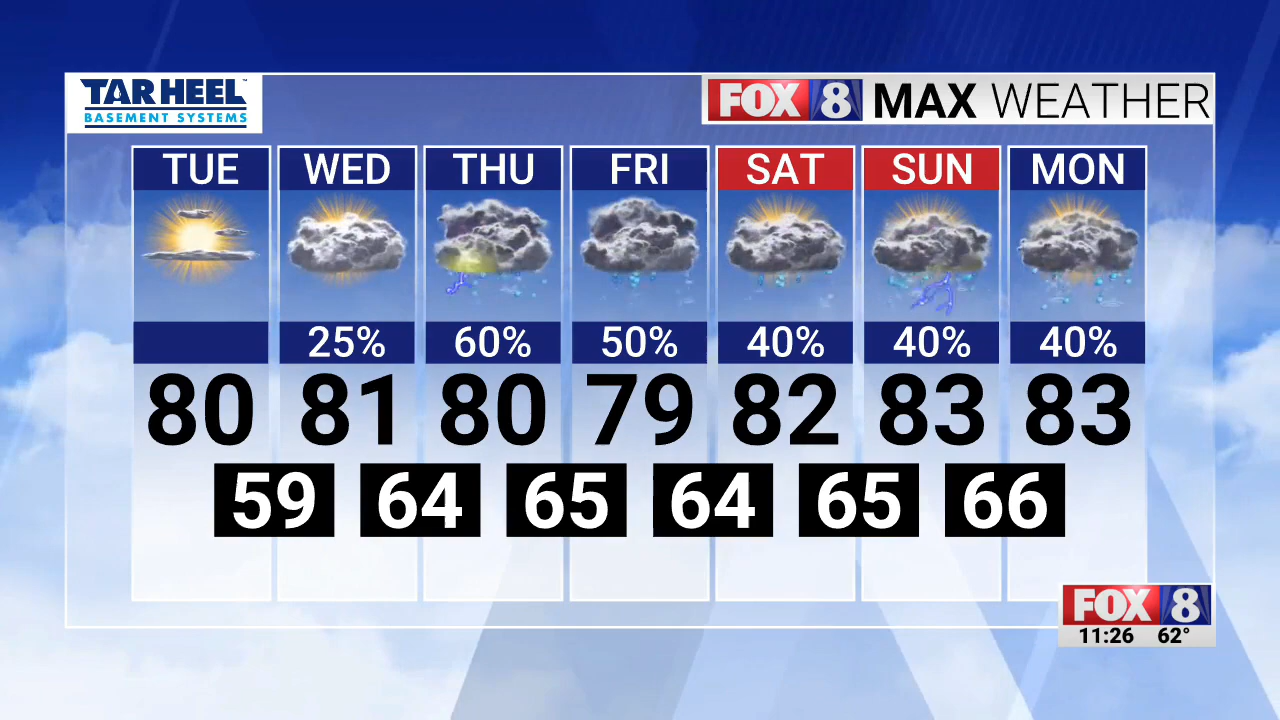 TAR HEEL™
BASEMENT SYSTEMS
FOX 8 MAX WEATHER
TUE WED THU FRI SAT SUN MON
25% 60% 50% 40% 40% 40%
80 81 80 79 82 83 83
59 64 65 64 65 66
FOX 8
11:26 62°